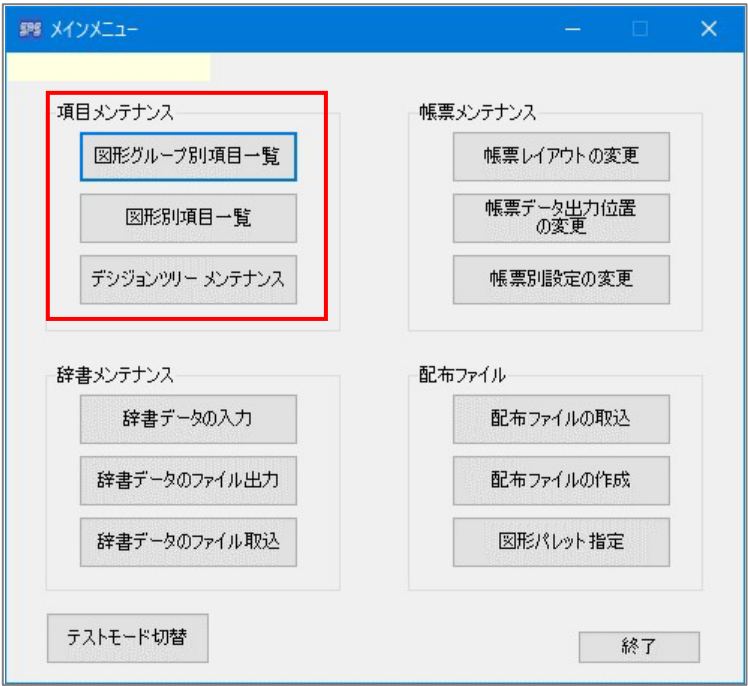 SPS メインメニュー
項目メンテナンス
図形グループ別項目一覧
図形別項目一覧
デシジョンツリー メンテナンス
帳票メンテナンス
帳票レイアウトの変更
帳票データ出力位置
の変更
帳票別設定の変更
辞書メンテナンス
辞書データの入力
辞書データのファイル出力
辞書データのファイル取込
配布ファイル
配布ファイルの取込
配布ファイルの作成
図形パレット指定
テストモード切替
終了